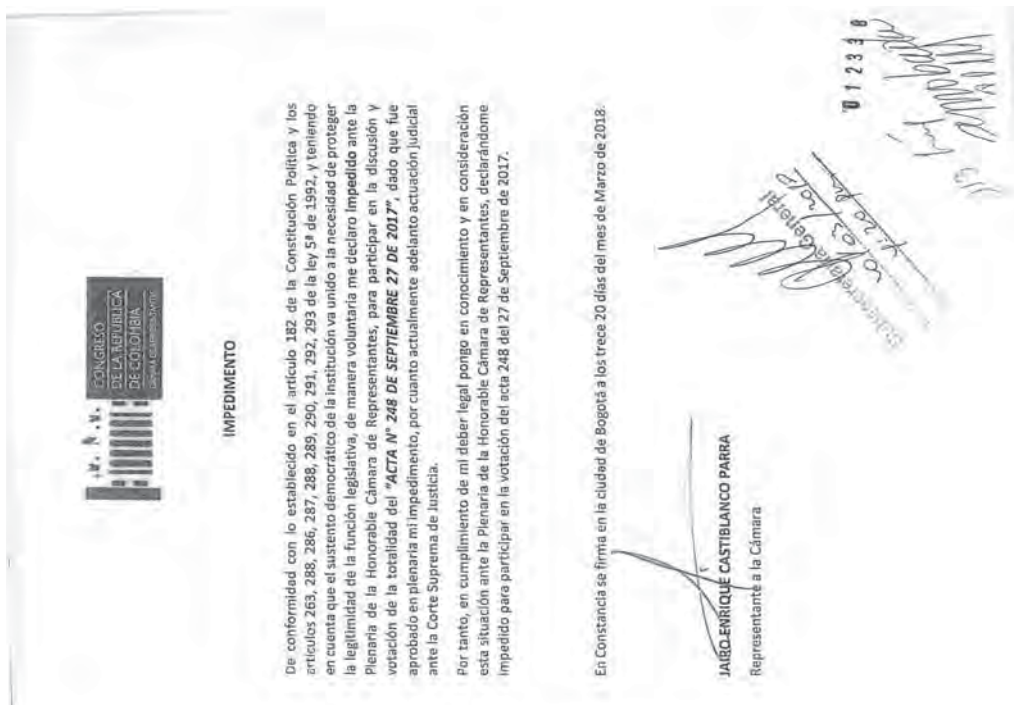 CONGRESO
DE LA REPUBLICA
DE COLOMBIA
CAMARA DE REPRESENTANTES
IMPEDIMENTO
De conformidad con lo establecido en el artículo 182 de la Constitución Política y los
artículos 263, 288, 286, 287, 288, 289, 290, 291, 292, 293 de la ley 5ª de 1992, y teniendo
en cuenta que el sustento democrático de la institución va unido a la necesidad de proteger
la legitimidad de la función legislativa, de manera voluntaria me declaro Impedido ante la
Plenaria de la Honorable Cámara de Representantes, para participar en la discusión y
votación de la totalidad del "ACTA N° 248 DE SEPTIEMBRE 27 DE 2017", dado que fue
aprobado en plenaria mi impedimento, por cuanto actualmente adelanto actuación judicial
ante la Corte Suprema de Justicia.
Por tanto, en cumplimiento de mi deber legal pongo en conocimiento y en consideración
esta situación ante la Plenaria de la Honorable Cámara de Representantes, declarándome
impedido para participar en la votación del acta 248 del 27 de Septiembre de 2017.
En Constancia se firma en la ciudad de Bogotá a los trece 20 días del mes de Marzo de 2018.
JAIRO ENRIQUE CASTIBLANCO PARRA
Representante a la Cámara
General
012338